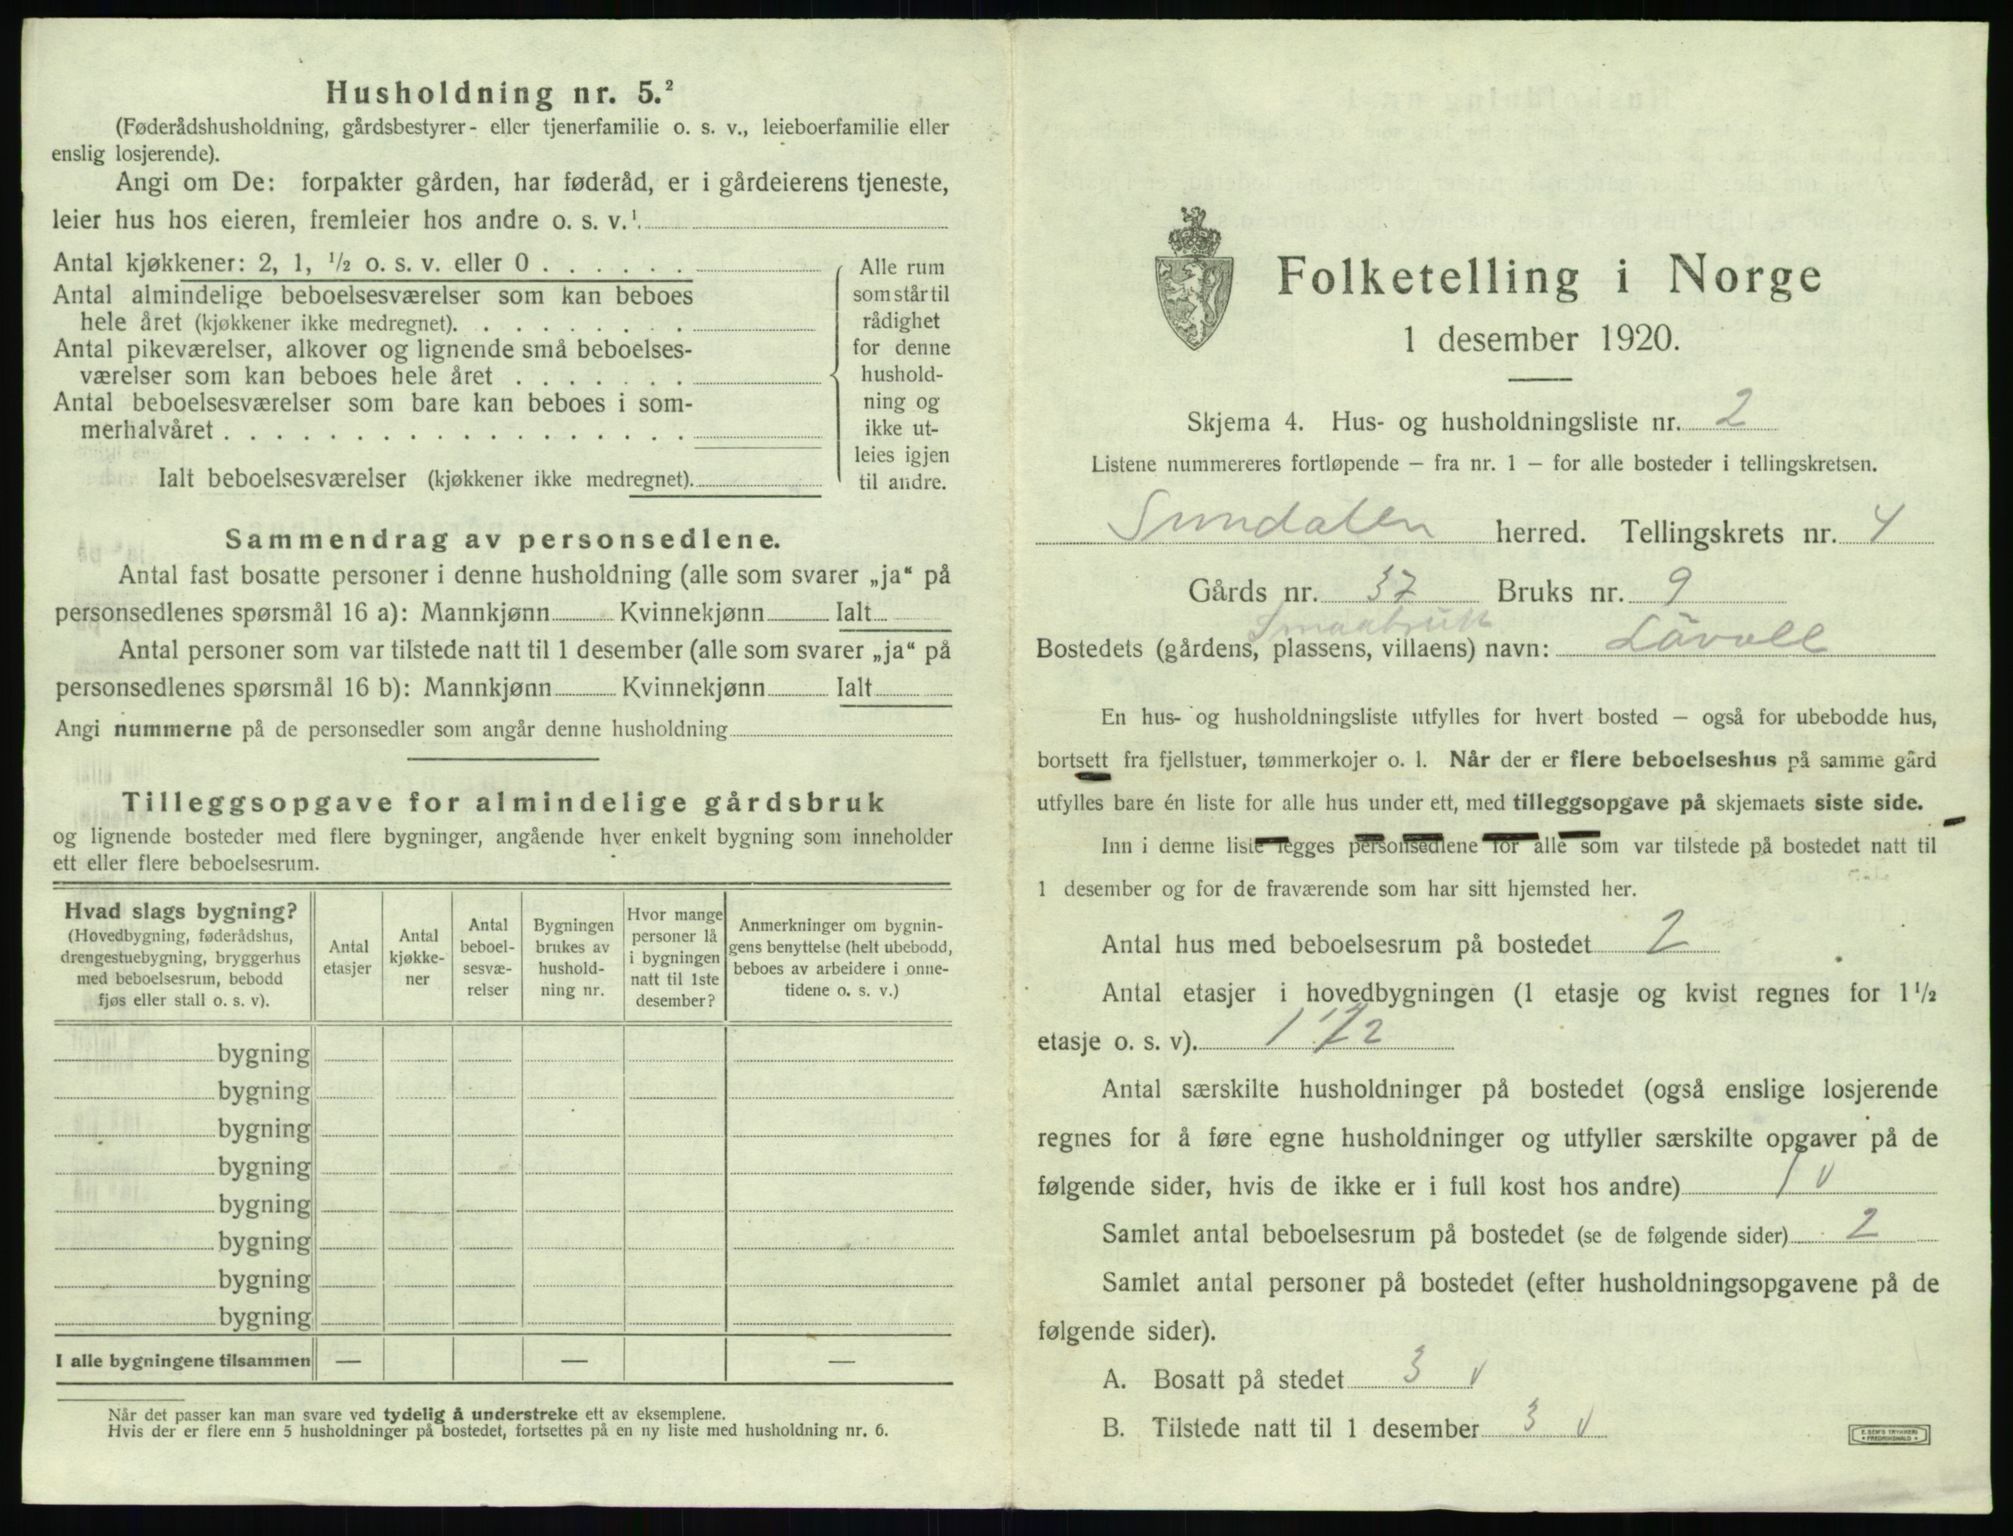 Husholdning nr. 5.²
(Føderådshusholdning, gårdsbestyrer- eller tjenerfamilie o. s. v., leieboerfamilie eller
enslig losjerende).
Angi om De: forpakter gården, har føderåd, er i gårdeierens tjeneste,
leier hus hos eieren, fremleier hos andre o. s. v.¹
Antal kjøkkener: 2, 1, ½ o. s. v. eller 0 . . . . . .
Antal almindelige beboelsesværelser som kan beboes
hele året (kjøkkener ikke medregnet). . . . . . . . .
Antal pikeværelser, alkover og lignende små beboelses-
værelser som kan beboes hele året . . . . . . .
Antal beboelsesværelser som bare kan beboes i som-
merhalvåret . . . . . . . . . . . . . . . . . .
Ialt beboelsesværelser (kjøkkener ikke medregnet).
Alle rum
som står til
rådighet
for denne
hushold-
ning og
ikke ut-
leies igjen
til andre.
Sammendrag av personsedlene.
Antal fast bosatte personer i denne husholdning (alle som svarer „ja“ på
personsedlenes spørsmål 16 a): Mannkjønn Kvinnekjønn Ialt
Antal personer som var tilstede natt til 1 desember (alle som svarer „ja“ på
personsedlenes spørsmål 16 b): Mannkjønn Kvinnekjønn Ialt
Angi nummerne på de personsedler som angår denne husholdning
Tilleggsopgave for almindelige gårdsbruk
og lignende bosteder med flere bygninger, angående hver enkelt bygning som inneholder
ett eller flere beboelsesrum.
Hvad slags bygning?
(Hovedbygning, føderådshus,
drengestuebygning, bryggerhus
med beboelsesrum, bebodd
fjøs eller stall o. s. v).
Antal
etasjer
Antal
kjøkke-
ner
Antal
beboel-
sesvæ-
relser
Bygningen
brukes av
hushold-
ning nr.
Hvor mange
personer lå
i bygningen
natt til 1ste
desember?
Anmerkninger om bygnin-
gens benyttelse (helt ubebodd,
beboes av arbeidere i onne-
tidene o. s. v.)
bygning
bygning
bygning
bygning
bygning
bygning
bygning
bygning
I alle bygningene tilsammen — — —
Når det passer kan man svare ved tydelig å understreke ett av eksemplene.
Hvis der er flere enn 5 husholdninger på bostedet, fortsettes på en ny liste med husholdning nr. 6.
Folketelling i Norge
1 desember 1920.
Skjema 4. Hus- og husholdningsliste nr. 2
Listene nummereres fortløpende — fra nr. 1 — for alle bosteder i tellingskretsen.
Sundalen herred. Tellingskrets nr. 4
Gårds nr. 37 Bruks nr. 9
Smaabruk
Bostedets (gårdens, plassens, villaens) navn: Løvoll
En hus- og husholdningsliste utfylles for hvert bosted — også for ubebodde hus,
bortsett fra fjellstuer, tømmerkojer o. l. Når der er flere beboelseshus på samme gård
utfylles bare én liste for alle hus under ett, med tilleggsopgave på skjemaets siste side.
Inn i denne liste legges personsedlene for alle som var tilstede på bostedet natt til
1 desember og for de fraværende som har sitt hjemsted her.
Antal hus med beboelsesrum på bostedet 2
Antal etasjer i hovedbygningen (1 etasje og kvist regnes for 1½
etasje o. s. v). 1 1/2
Antal særskilte husholdninger på bostedet (også enslige losjerende
regnes for å føre egne husholdninger og utfyller særskilte opgaver på de
følgende sider, hvis de ikke er i full kost hos andre) 1 v
Samlet antal beboelsesrum på bostedet (se de følgende sider) 2
Samlet antal personer på bostedet (efter husholdningsopgavene på de
følgende sider).
A. Bosatt på stedet 3 v
B. Tilstede natt til 1 desember 3 v
E. SEM'S TRYKKERI
• FREDRIKSHALD •